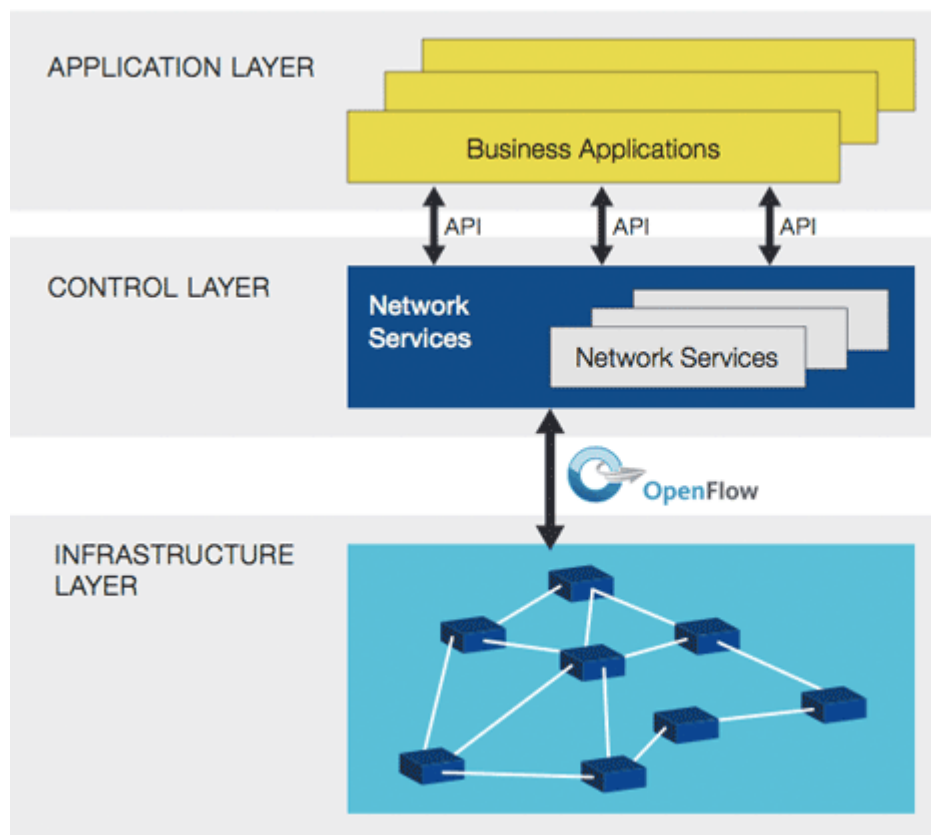 APPLICATION LAYER
Business Applications
API
API
API
CONTROL LAYER
Network
Services
Network Services
OpenFlow
INFRASTRUCTURE
LAYER